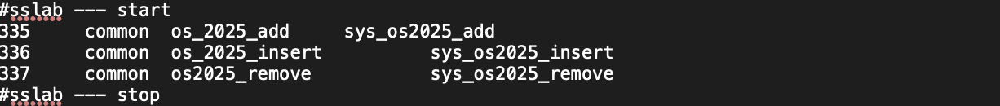 #sslab --- start
335	common	os_2025_add	sys_os2025_add
336	common	os_2025_insert	sys_os2025_insert
337	common	os2025_remove	sys_os2025_remove
#sslab --- stop